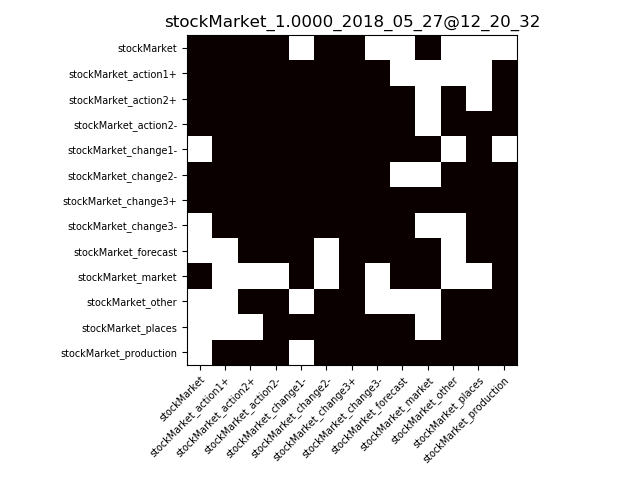 stockMarket_1.0000_2018_05_27@12_20_32
stockMarket
stockMarket_action1+
stockMarket_action2+
stockMarket_action2-
stockMarket_change1-
stockMarket_change2-
stockMarket_change3+
stockMarket_change3-
stockMarket_forecast
stockMarket_market
stockMarket_other
stockMarket_places
stockMarket_production
stockMarket
stockMarket_action1+
stockMarket_action2+
stockMarket_action2-
stockMarket_change1-
stockMarket_change2-
stockMarket_change3+
stockMarket_change3-
stockMarket_forecast
stockMarket_market
stockMarket_other
stockMarket_places
stockMarket_production